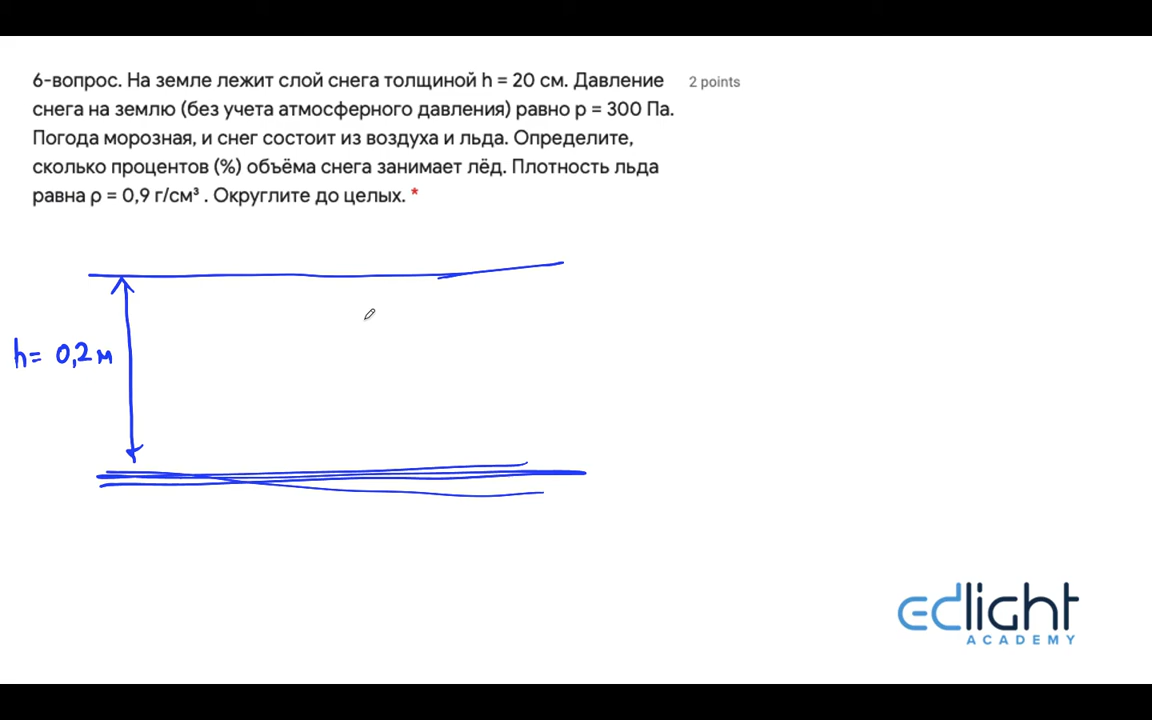 6-вопрос. На земле лежит слой снега толщиной h = 20 см. Давление
2 points
снега на землю (без учета атмосферного давления) равно p = 300 Па.
Погода морозная, и снег состоит из воздуха и льда. Определите,
сколько процентов (%) объёма снега занимает лёд. Плотность льда
равна ρ = 0,9 г/см³ . Округлите до целых. *
h= 0,2 м
edlight
ACADEMY